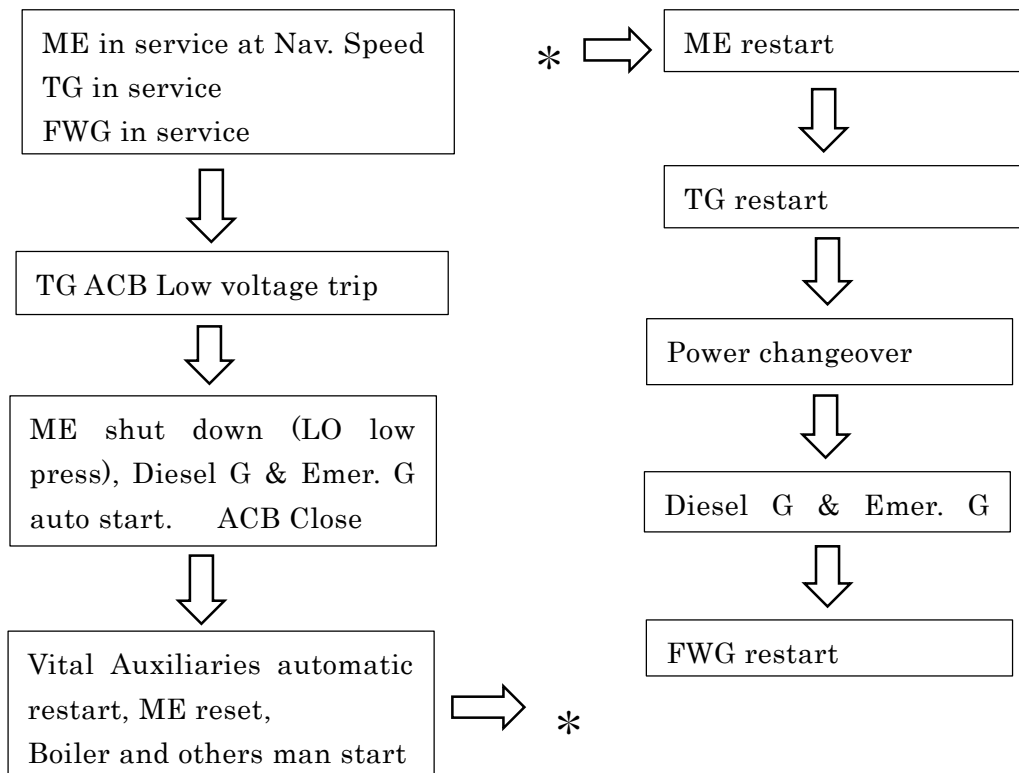 ME in service at Nav. Speed
TG in service
FWG in service
TG ACB Low voltage trip
ME shut down (LO low
press), Diesel G & Emer. G
auto start. ACB Close
Vital Auxiliaries automatic
restart, ME reset,
Boiler and others man start
*
*
ME restart
TG restart
Power changeover
Diesel G & Emer. G
FWG restart